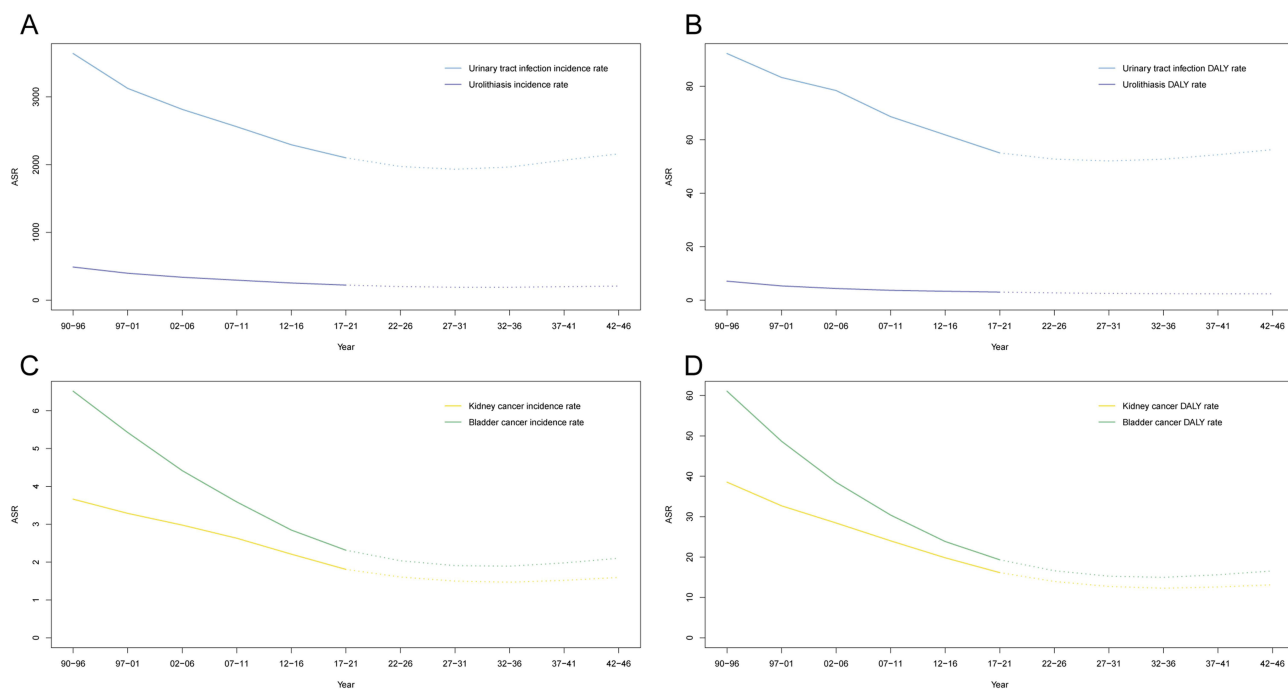 A
Urinary tract infection incidence rate
Urolithiasis incidence rate
ASR
3000
2000
1000
0
90−96 97−01 02−06 07−11 12−16 17−21 22−26 27−31 32−36 37−41 42−46
Year
B
Urinary tract infection DALY rate
Urolithiasis DALY rate
ASR
80
60
40
20
0
90−96 97−01 02−06 07−11 12−16 17−21 22−26 27−31 32−36 37−41 42−46
Year
C
Kidney cancer incidence rate
Bladder cancer incidence rate
ASR
6
5
4
3
2
1
0
90−96 97−01 02−06 07−11 12−16 17−21 22−26 27−31 32−36 37−41 42−46
Year
D
Kidney cancer DALY rate
Bladder cancer DALY rate
ASR
60
50
40
30
20
10
0
90−96 97−01 02−06 07−11 12−16 17−21 22−26 27−31 32−36 37−41 42−46
Year